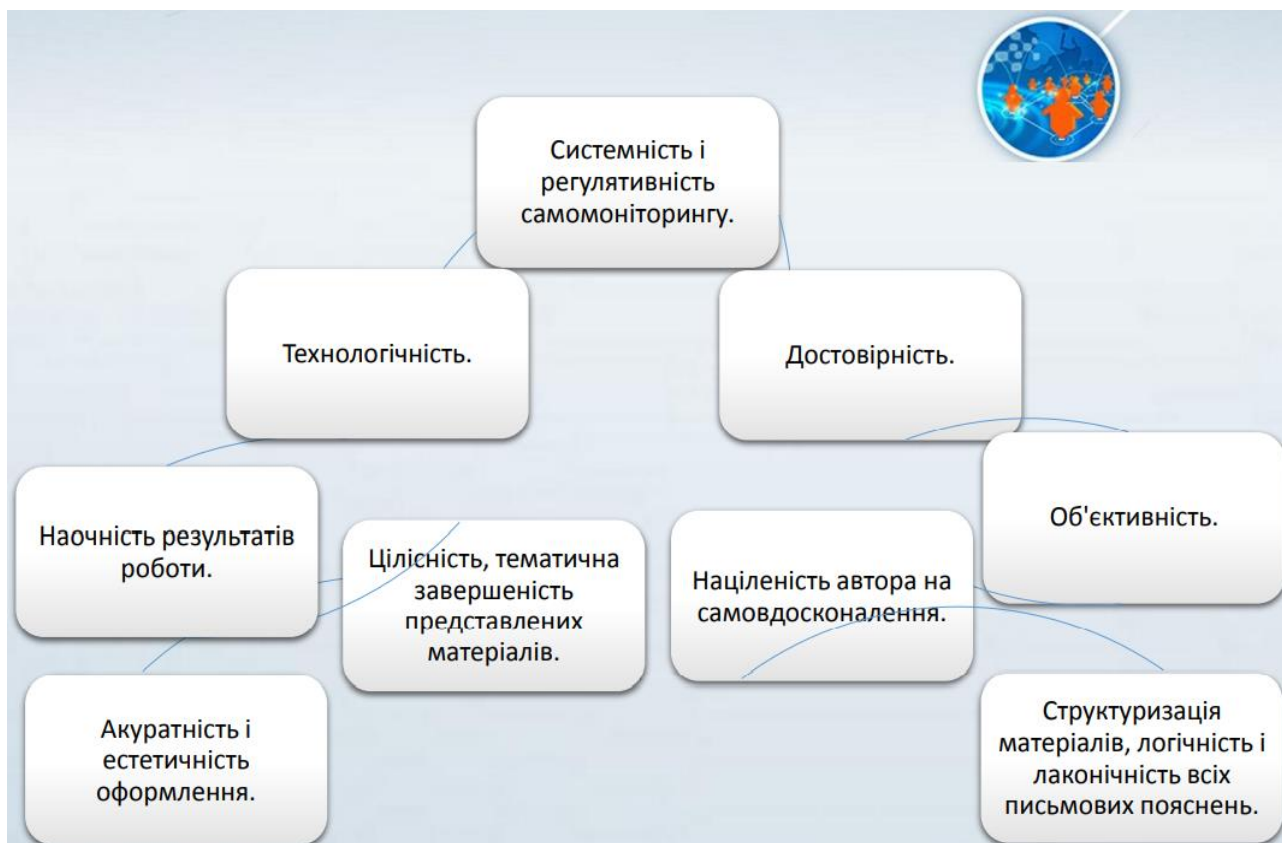 Системність і
регулятивність
самомоніторингу.
Технологічність.
Достовірність.
Наочність результатів
роботи.
Цілісність, тематична
завершеність
представлених
матеріалів.
Націленість автора на
самовдосконалення.
Об'єктивність.
Акуратність і
естетичність
оформлення.
Структуризація
матеріалів, логічність і
лаконічність всіх
письмових пояснень.